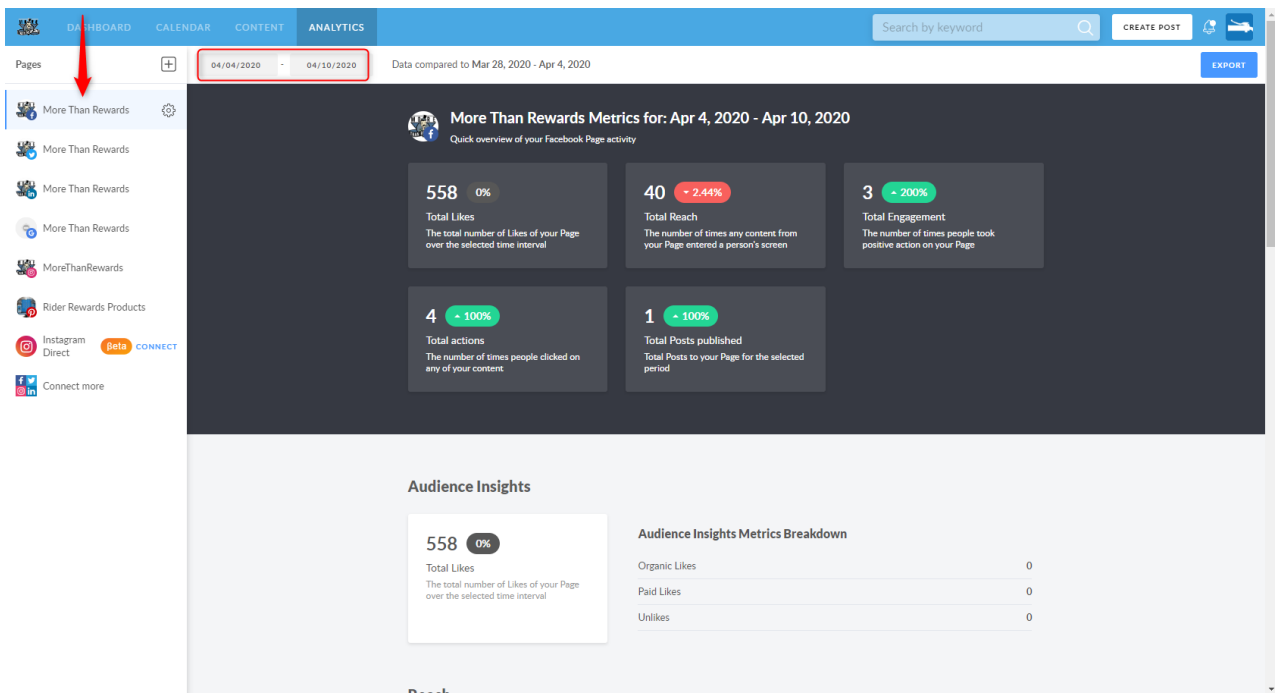 DASHBOARD CALENDAR CONTENT ANALYTICS Search by keyword CREATE POST
Pages 04/04/2020 - 04/10/2020 Data compared to Mar 28, 2020 - Apr 4, 2020 EXPORT
More Than Rewards
More Than Rewards
More Than Rewards
More Than Rewards
MoreThanRewards
Rider Rewards Products
Instagram
Direct
Beta CONNECT
Connect more
More Than Rewards Metrics for: Apr 4, 2020 - Apr 10, 2020
Quick overview of your Facebook Page activity
558 0%
Total Likes
The total number of Likes of your Page
over the selected time interval
40 2.44%
Total Reach
The number of times any content from
your Page entered a person's screen
3 200%
Total Engagement
The number of times people took
positive action on your Page
4 100%
Total actions
The number of times people clicked on
any of your content
1 100%
Total Posts published
Total Posts to your Page for the selected
period
Audience Insights
558 0%
Total Likes
The total number of Likes of your Page
over the selected time interval
Audience Insights Metrics Breakdown
Organic Likes 0
Paid Likes 0
Unlikes 0
Reach